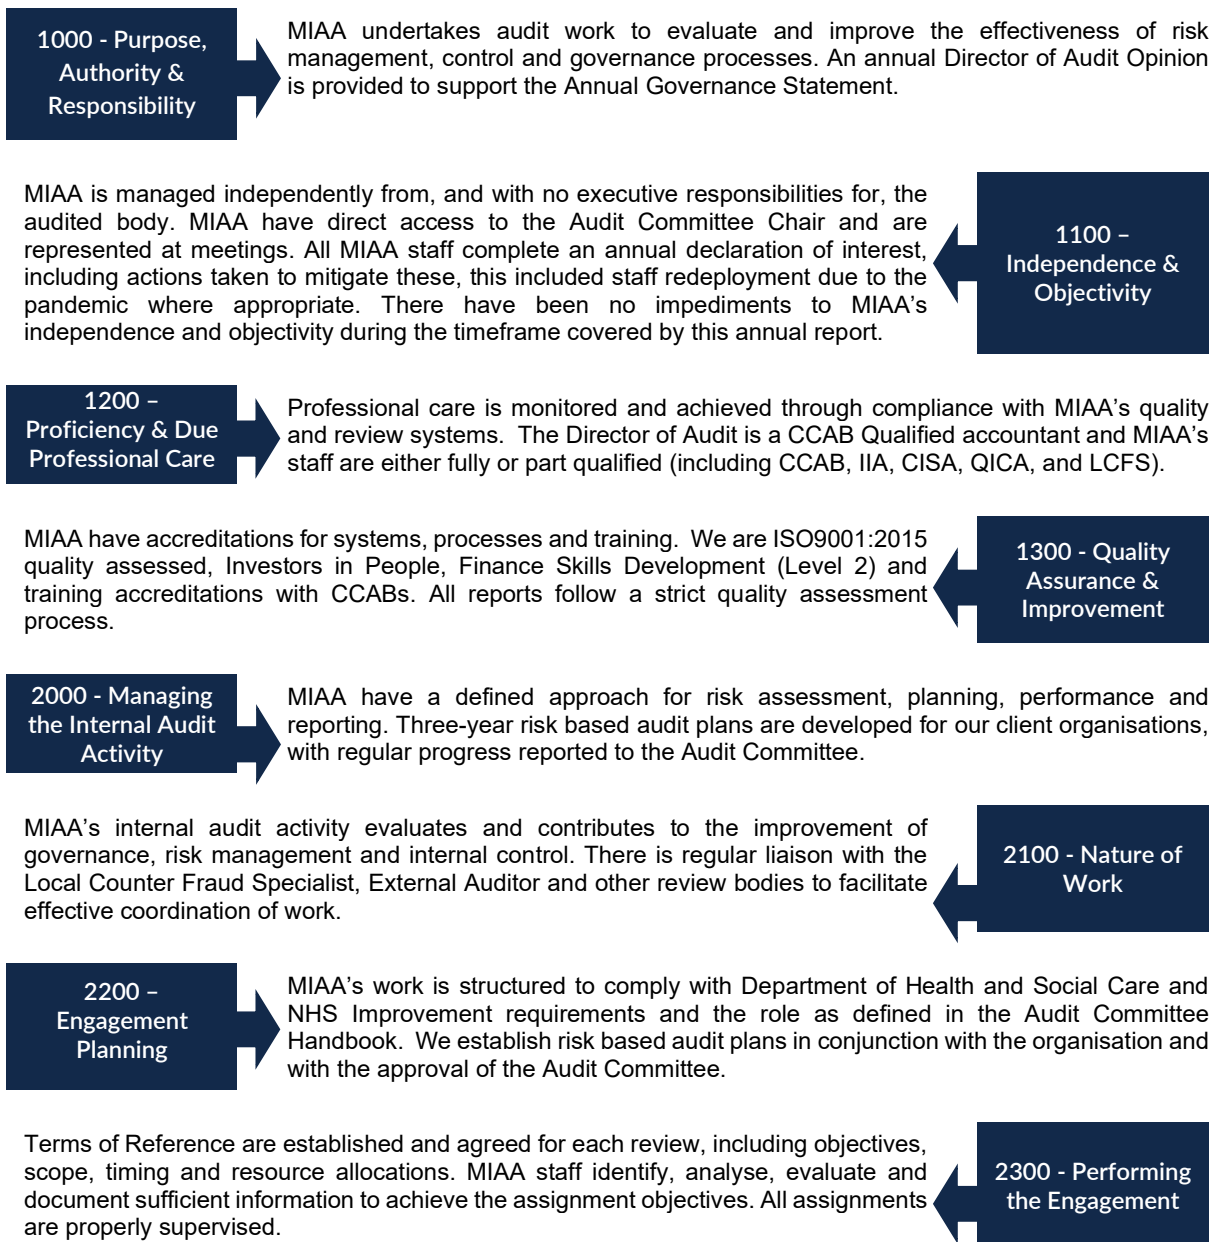 1000 - Purpose,
Authority &
Responsibility
MIAA undertakes audit work to evaluate and improve the effectiveness of risk
management, control and governance processes. An annual Director of Audit Opinion
is provided to support the Annual Governance Statement.
MIAA is managed independently from, and with no executive responsibilities for, the
audited body. MIAA have direct access to the Audit Committee Chair and are
represented at meetings. All MIAA staff complete an annual declaration of interest,
including actions taken to mitigate these, this included staff redeployment due to the
pandemic where appropriate. There have been no impediments to MIAA’s
independence and objectivity during the timeframe covered by this annual report.
1100 –
Independence &
Objectivity
1200 –
Proficiency & Due
Professional Care
Professional care is monitored and achieved through compliance with MIAA’s quality
and review systems. The Director of Audit is a CCAB Qualified accountant and MIAA’s
staff are either fully or part qualified (including CCAB, IIA, CISA, QICA, and LCFS).
MIAA have accreditations for systems, processes and training. We are ISO9001:2015
quality assessed, Investors in People, Finance Skills Development (Level 2) and
training accreditations with CCABs. All reports follow a strict quality assessment
process.
1300 - Quality
Assurance &
Improvement
2000 - Managing
the Internal Audit
Activity
MIAA have a defined approach for risk assessment, planning, performance and
reporting. Three-year risk based audit plans are developed for our client organisations,
with regular progress reported to the Audit Committee.
MIAA’s internal audit activity evaluates and contributes to the improvement of
governance, risk management and internal control. There is regular liaison with the
Local Counter Fraud Specialist, External Auditor and other review bodies to facilitate
effective coordination of work.
2100 - Nature of
Work
2200 –
Engagement
Planning
MIAA’s work is structured to comply with Department of Health and Social Care and
NHS Improvement requirements and the role as defined in the Audit Committee
Handbook. We establish risk based audit plans in conjunction with the organisation and
with the approval of the Audit Committee.
Terms of Reference are established and agreed for each review, including objectives,
scope, timing and resource allocations. MIAA staff identify, analyse, evaluate and
document sufficient information to achieve the assignment objectives. All assignments
are properly supervised.
2300 - Performing
the Engagement